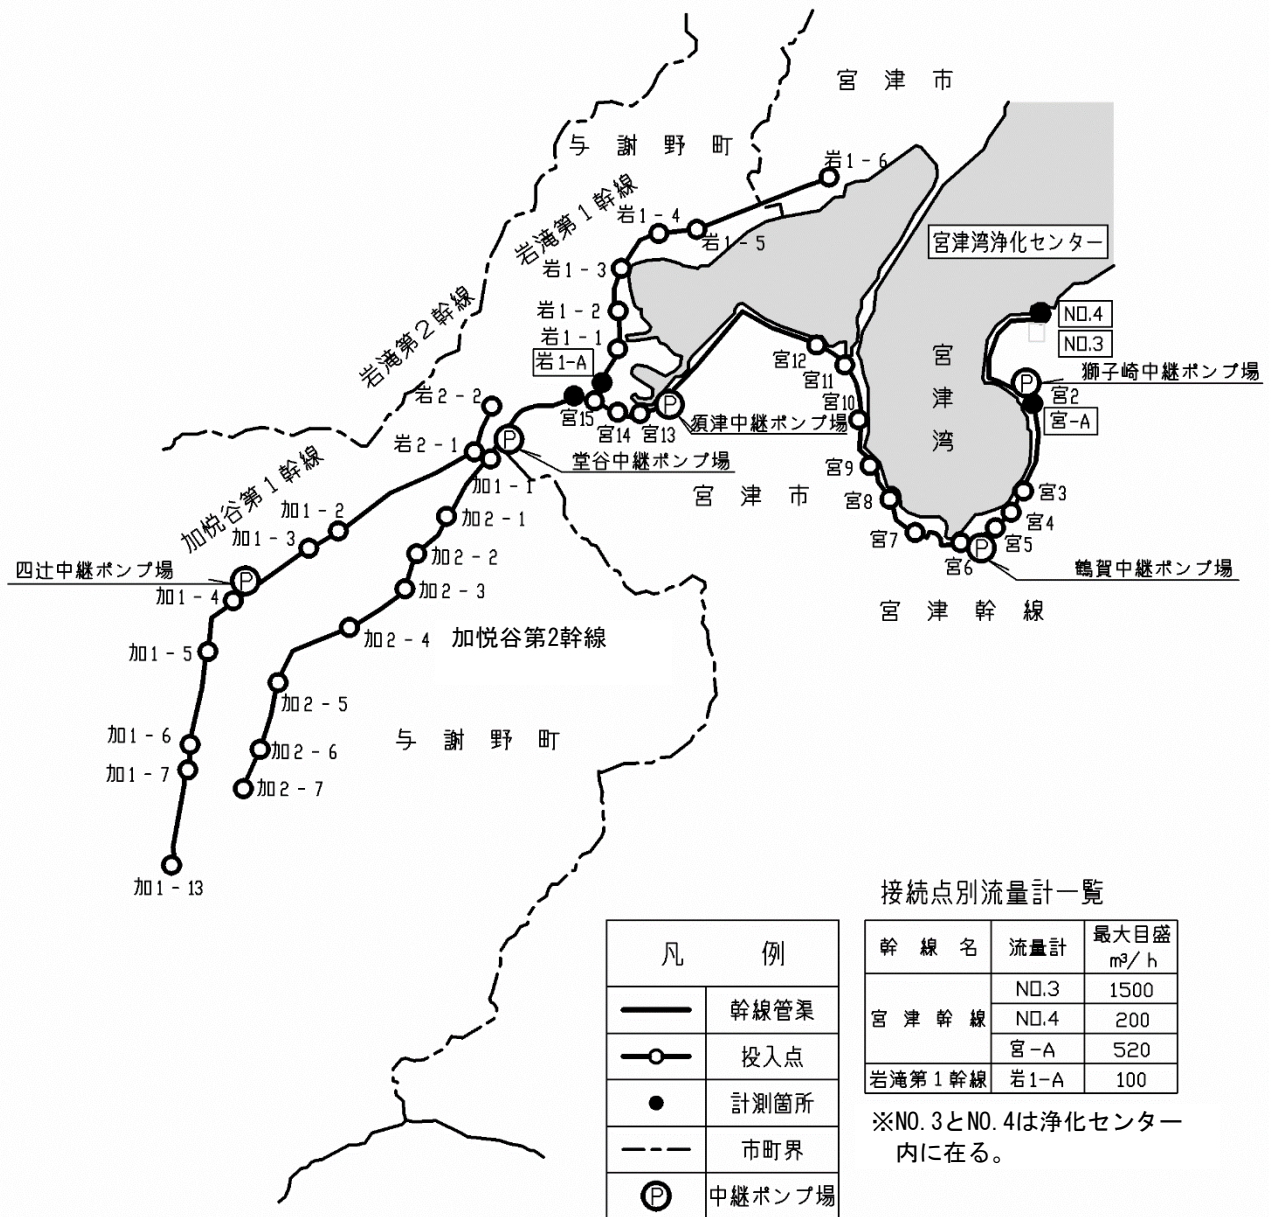 宮 津 市
与 謝 野 町
岩1-6
岩滝第1幹線
岩1-4
岩1-5
宮津湾浄化センター
岩1-3
岩滝第2幹線
岩1-2
NO.4
岩1-1
NO.3
宮12
宮津湾
岩1-A
宮11
獅子崎中継ポンプ場
宮2
岩2-2
宮15
宮10
宮-A
須津中継ポンプ場
宮14
宮13
岩2-1
堂谷中継ポンプ場
宮9
加悦谷第1幹線
加1-1
宮 津 市
宮8
宮3
加1-2
加2-1
宮4
加1-3
宮7
宮5
加2-2
宮6
四辻中継ポンプ場
鶴賀中継ポンプ場
加1-4
加2-3
宮 津 幹 線
加2-4
加悦谷第2幹線
加1-5
加2-5
加1-6
与 謝 野 町
加2-6
加1-7
加2-7
加1-13
接続点別流量計一覧
幹 線 名 流量計 最大目盛
m³/h
宮 津 幹 線 NO.3 1500
NO.4 200
宮-A 520
岩滝第1幹線 岩1-A 100
※NO.3とNO.4は浄化センター
内に在る。
凡 例
幹線管渠
投入点
計測箇所
市町界
P 中継ポンプ場